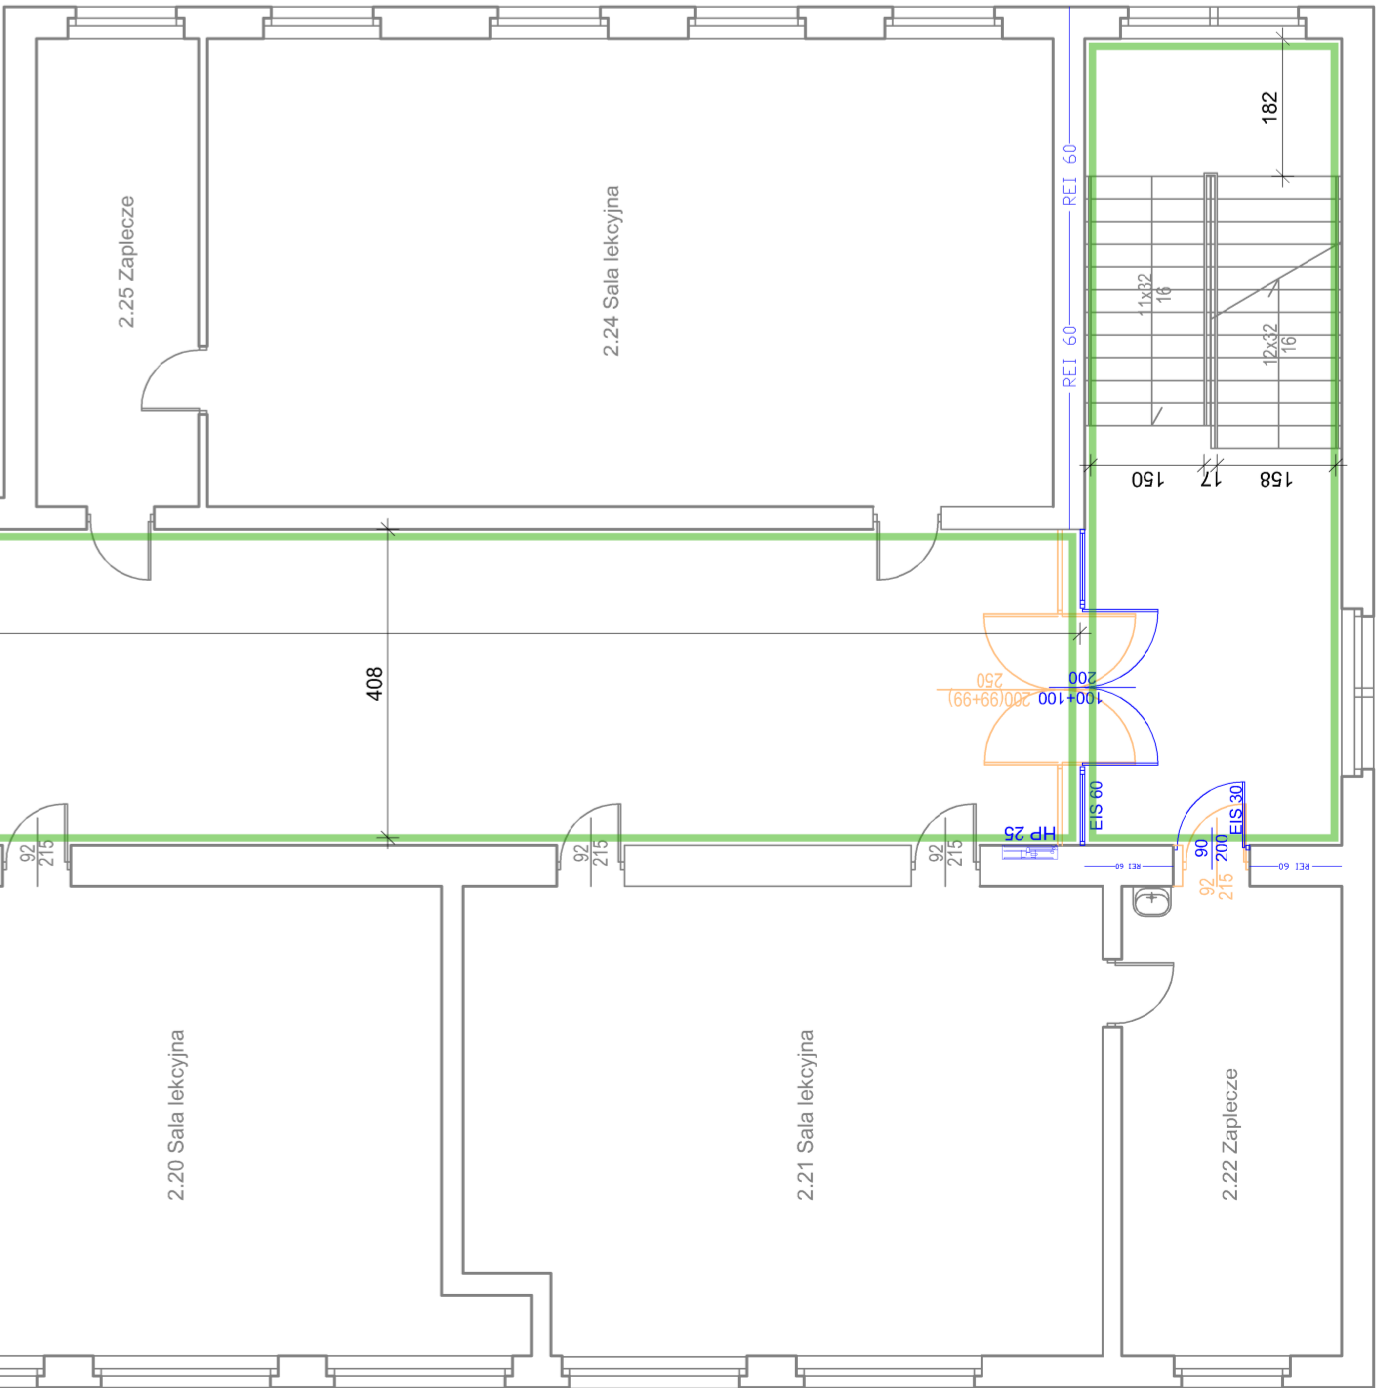 2.25 Zaplecze
2.24 Sala lekcyjna
REI 60
REI 60
182
11x32
16
12x32
16
150
17
158
408
250
200(99+99)
200
100+100
EIS 60
HP 25
EIS 30
90
200
92
215
REI 60
REI 60
92
215
92
215
92
215
2.20 Sala lekcyjna
2.21 Sala lekcyjna
2.22 Zaplecze